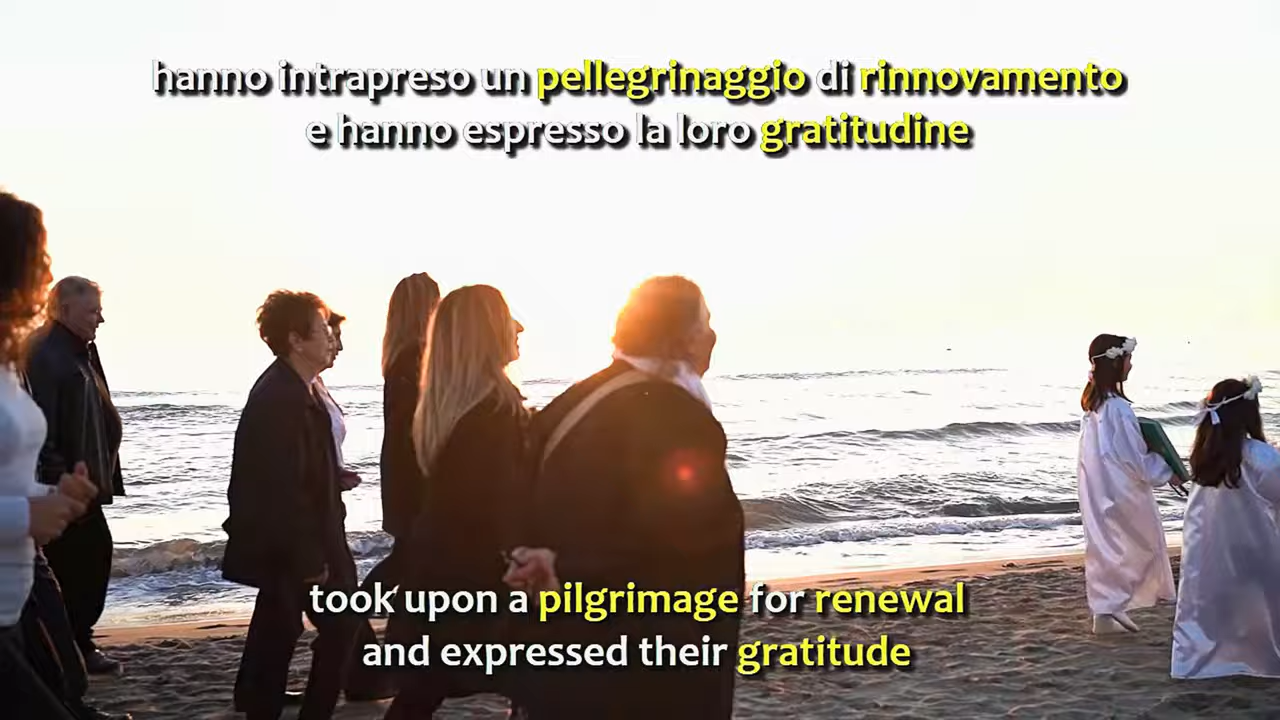 hanno intrapreso un pellegrinaggio di rinnovamento
e hanno espresso la loro gratitudine
took upon a pilgrimage for renewal
and expressed their gratitude